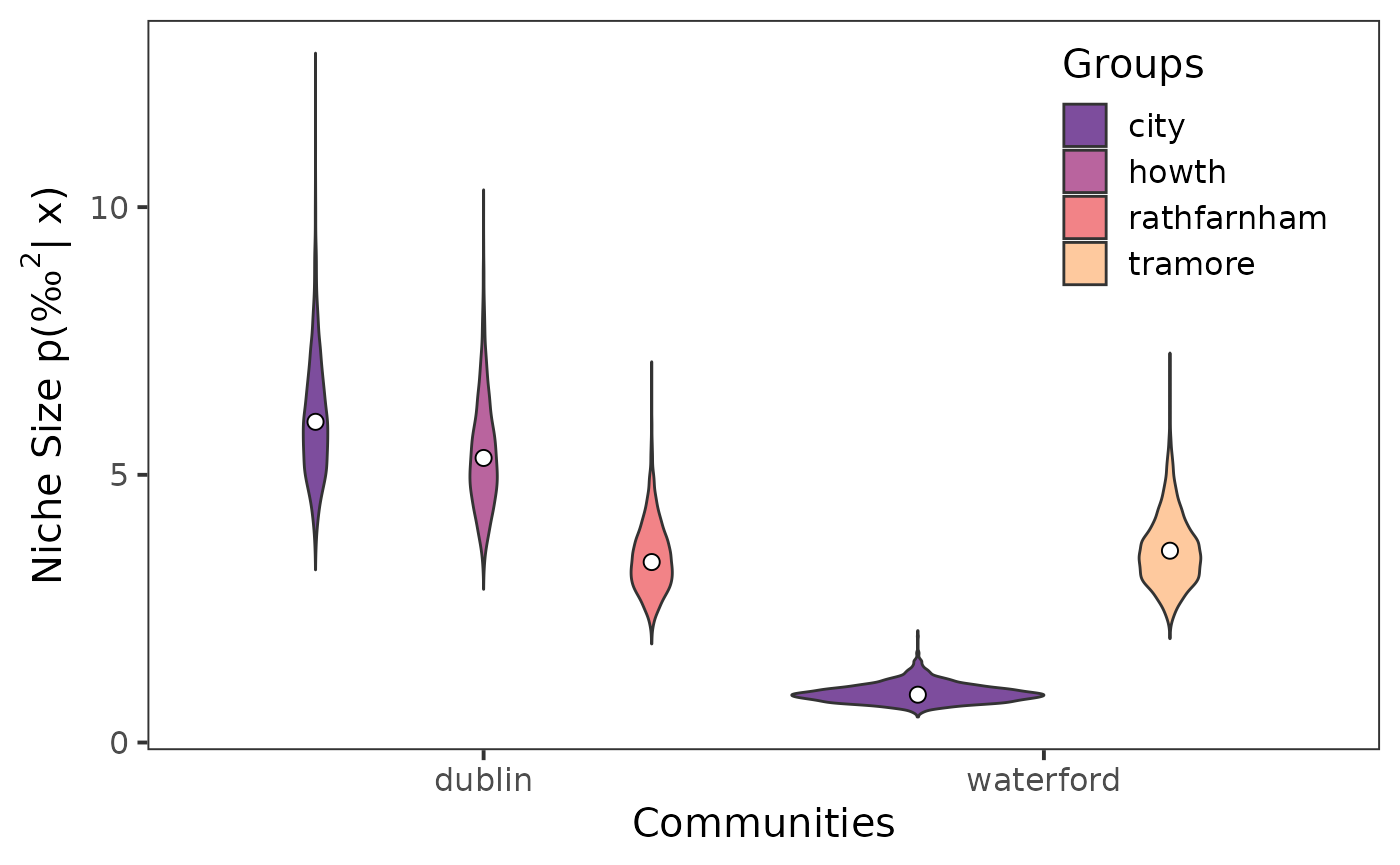 Niche Size p(‰²| x)
10
5
0
Groups
city
howth
rathfarnham
tramore
dublin
waterford
Communities